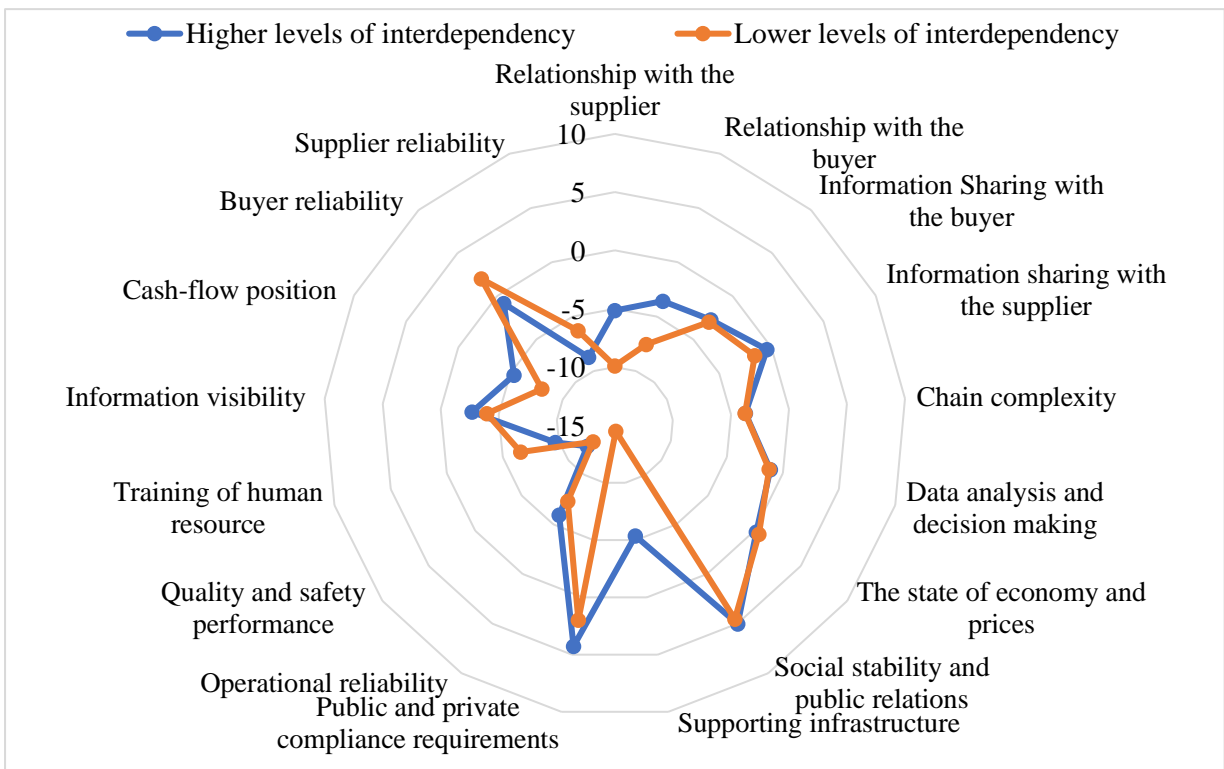 Higher levels of interdependency
Lower levels of interdependency
Relationship with the
supplier
Relationship with the
buyer
Information Sharing with
the buyer
Information sharing with
the supplier
Chain complexity
Data analysis and
decision making
The state of economy and
prices
Social stability and
public relations
Supporting infrastructure
Public and private
compliance requirements
Operational reliability
Quality and safety
performance
Training of human
resource
Information visibility
Cash-flow position
Buyer reliability
Supplier reliability
10
5
0
-5
-10
-15